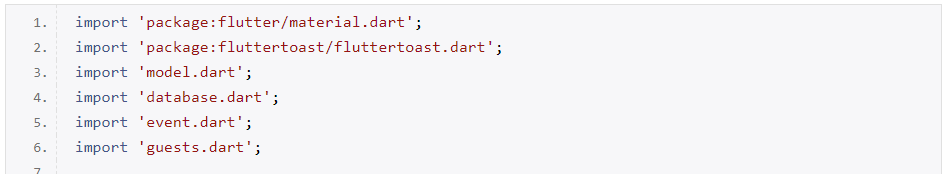 1. import 'package:flutter/material.dart';
2. import 'package:fluttertoast/fluttertoast.dart';
3. import 'model.dart';
4. import 'database.dart';
5. import 'event.dart';
6. import 'guests.dart';
7.